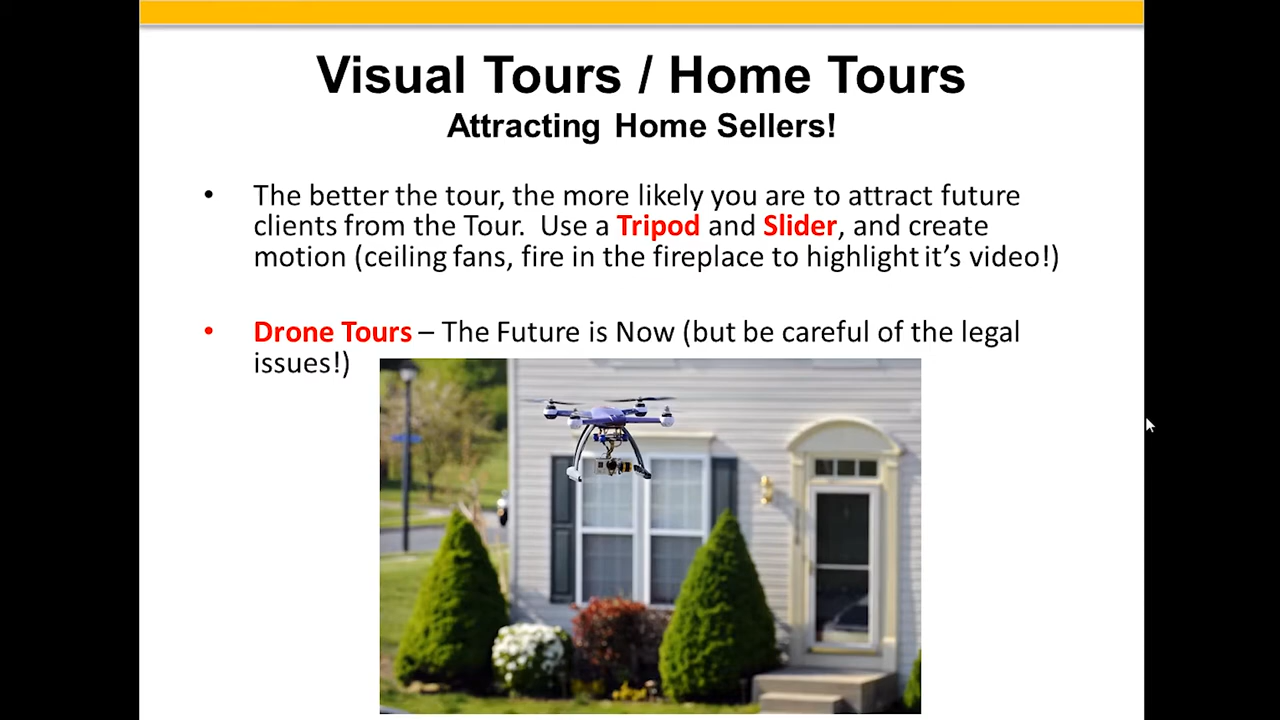 Visual Tours / Home Tours
Attracting Home Sellers!
• The better the tour, the more likely you are to attract future
clients from the Tour.  Use a Tripod and Slider, and create
motion (ceiling fans, fire in the fireplace to highlight it’s video!)
• Drone Tours – The Future is Now (but be careful of the legal
issues!)